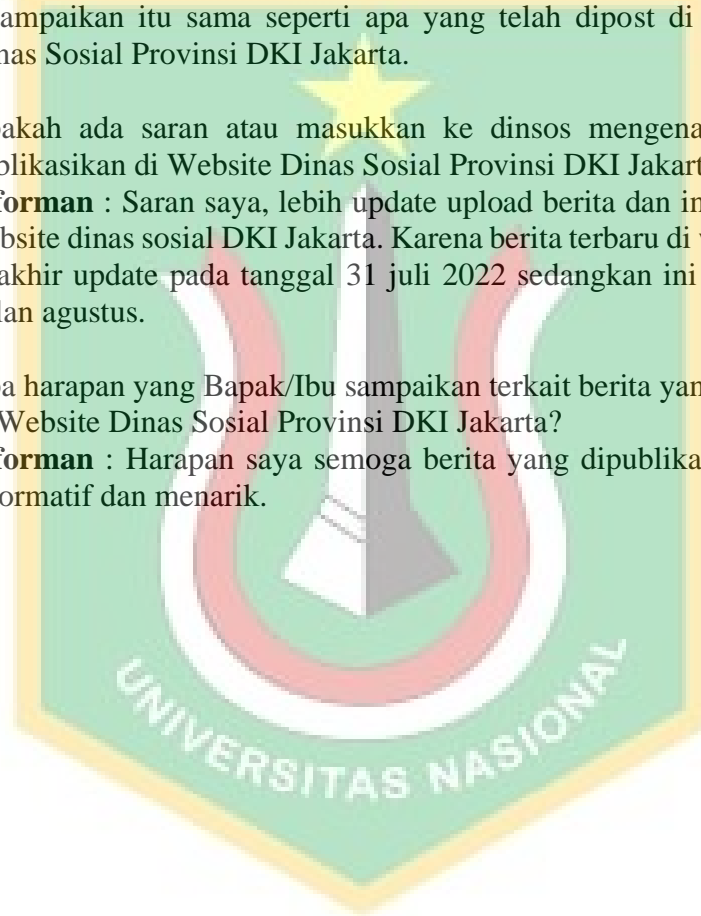 ampaikan itu sama seperti apa yang telah dipost di
nas Sosial Provinsi DKI Jakarta.
pakah ada saran atau masukkan ke dinsos mengena
blikasikan di Website Dinas Sosial Provinsi DKI Jakart
forman : Saran saya, lebih update upload berita dan in
bsite dinas sosial DKI Jakarta. Karena berita terbaru di
akhir update pada tanggal 31 juli 2022 sedangkan ini
lan agustus.
a harapan yang Bapak/Ibu sampaikan terkait berita yan
Website Dinas Sosial Provinsi DKI Jakarta?
forman : Harapan saya semoga berita yang dipublika
ormatif dan menarik.
UNIVERSITAS NASIONAL